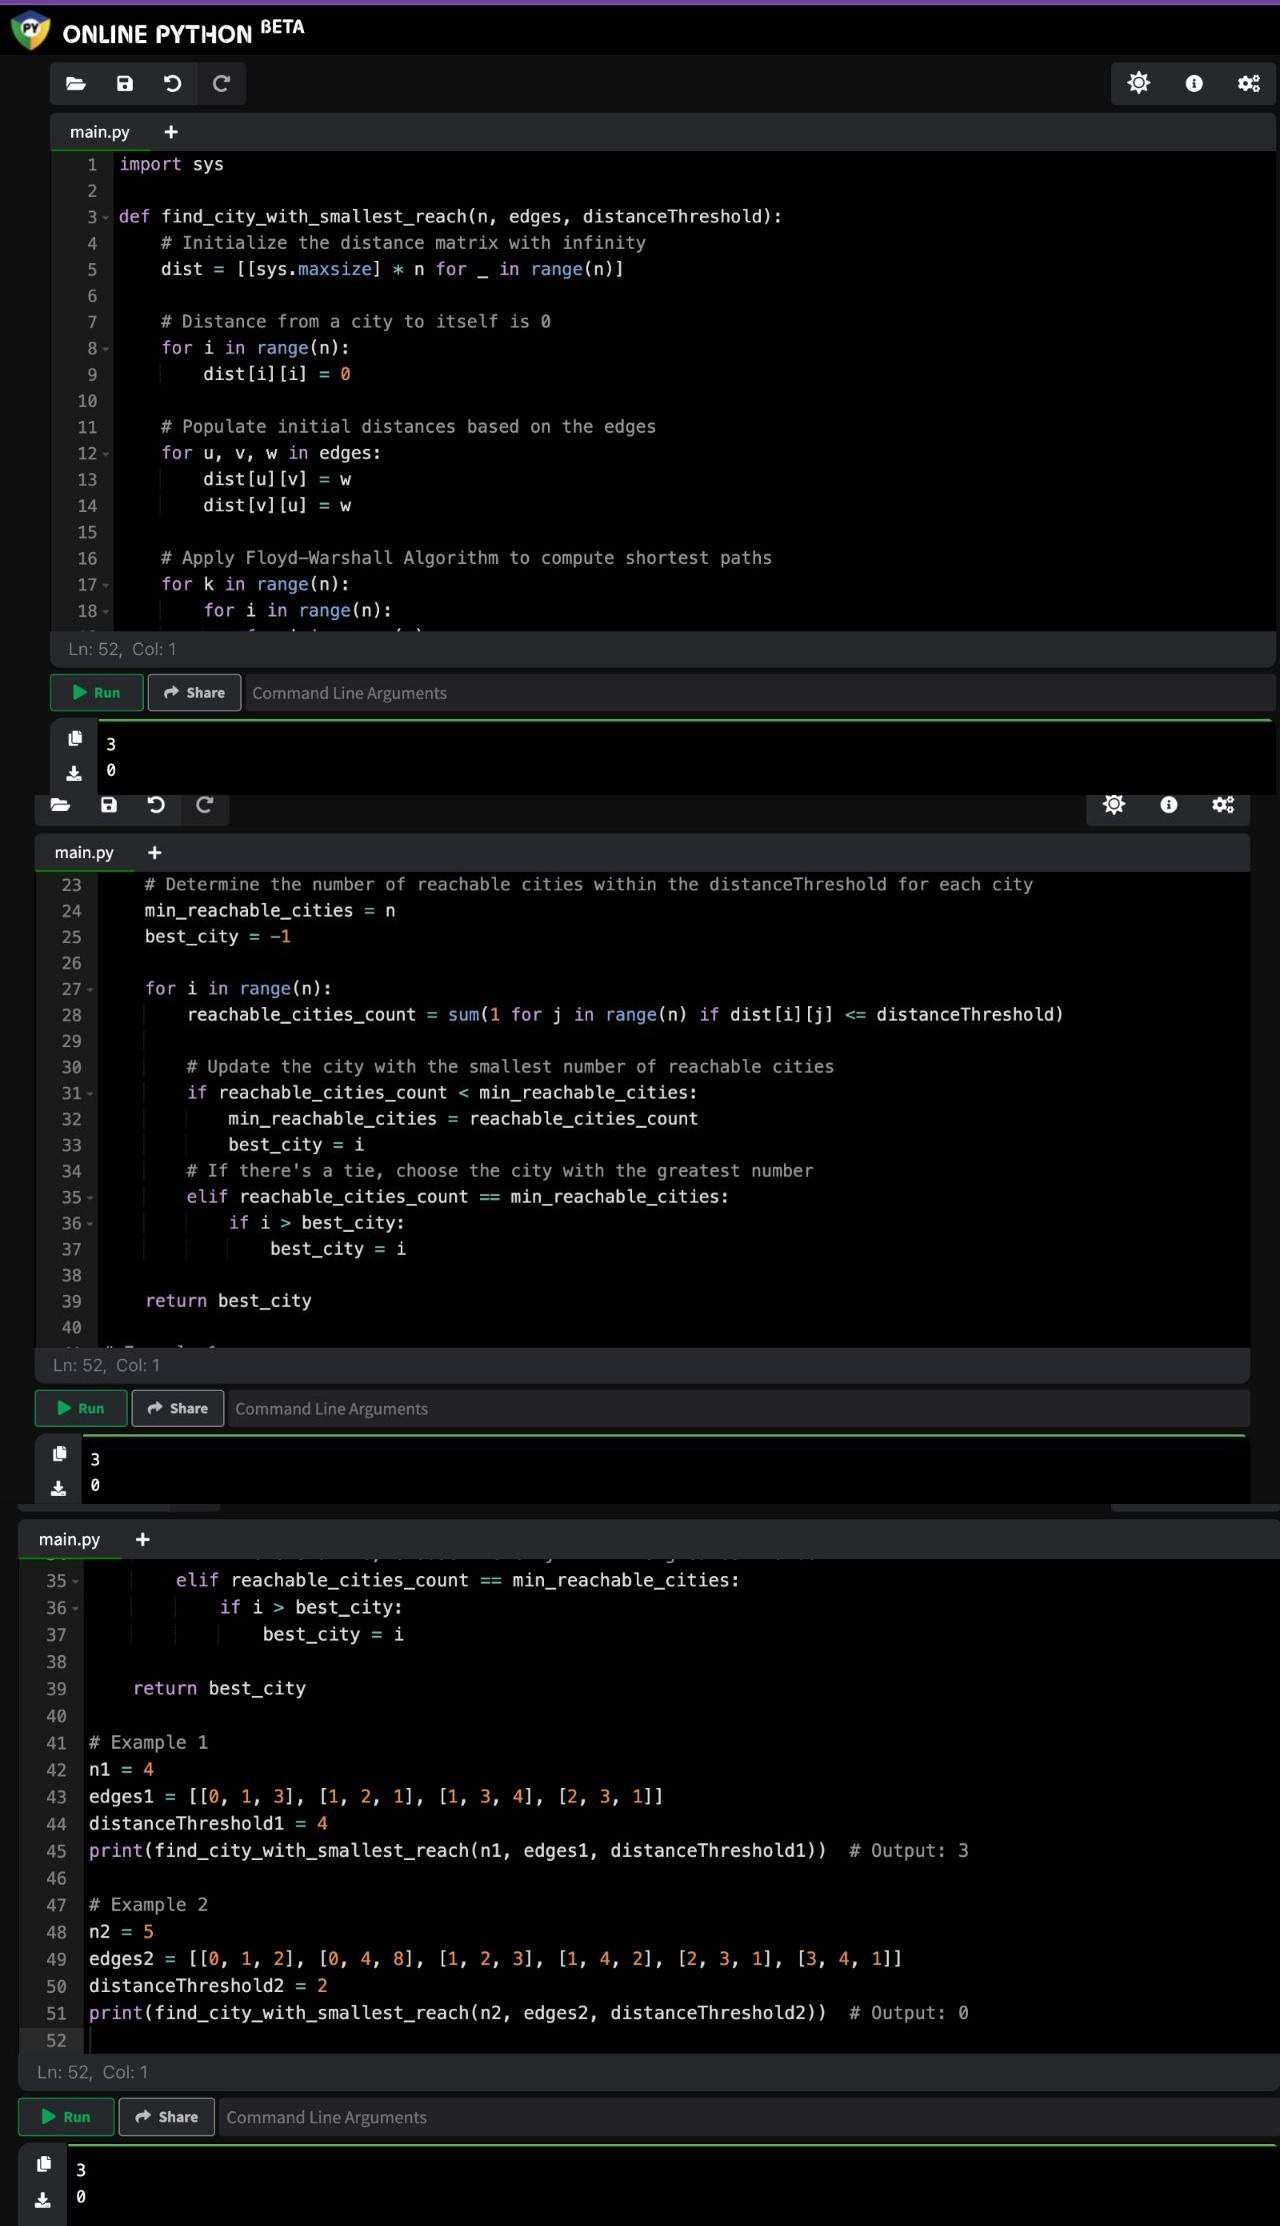 ONLINE PYTHON BETA
main.py +
1 import sys
2
3 def find_city_with_smallest_reach(n, edges, distanceThreshold):
4     # Initialize the distance matrix with infinity
5     dist = [[sys.maxsize] * n for _ in range(n)]
6
7     # Distance from a city to itself is 0
8     for i in range(n):
9         dist[i][i] = 0
10
11     # Populate initial distances based on the edges
12     for u, v, w in edges:
13         dist[u][v] = w
14         dist[v][u] = w
15
16     # Apply Floyd-Warshall Algorithm to compute shortest paths
17     for k in range(n):
18         for i in range(n):
Ln: 52, Col: 1
Run Share Command Line Arguments
3
0
main.py +
23     # Determine the number of reachable cities within the distanceThreshold for each city
24     min_reachable_cities = n
25     best_city = -1
26
27     for i in range(n):
28         reachable_cities_count = sum(1 for j in range(n) if dist[i][j] <= distanceThreshold)
29
30         # Update the city with the smallest number of reachable cities
31         if reachable_cities_count < min_reachable_cities:
32             min_reachable_cities = reachable_cities_count
33             best_city = i
34         # If there's a tie, choose the city with the greatest number
35         elif reachable_cities_count == min_reachable_cities:
36             if i > best_city:
37                 best_city = i
38
39     return best_city
40
Ln: 52, Col: 1
Run Share Command Line Arguments
3
0
main.py +
35         elif reachable_cities_count == min_reachable_cities:
36             if i > best_city:
37                 best_city = i
38
39     return best_city
40
41 # Example 1
42 n1 = 4
43 edges1 = [[0, 1, 3], [1, 2, 1], [1, 3, 4], [2, 3, 1]]
44 distanceThreshold1 = 4
45 print(find_city_with_smallest_reach(n1, edges1, distanceThreshold1))  # Output: 3
46
47 # Example 2
48 n2 = 5
49 edges2 = [[0, 1, 2], [0, 4, 8], [1, 2, 3], [1, 4, 2], [2, 3, 1], [3, 4, 1]]
50 distanceThreshold2 = 2
51 print(find_city_with_smallest_reach(n2, edges2, distanceThreshold2))  # Output: 0
52
Ln: 52, Col: 1
Run Share Command Line Arguments
3
0